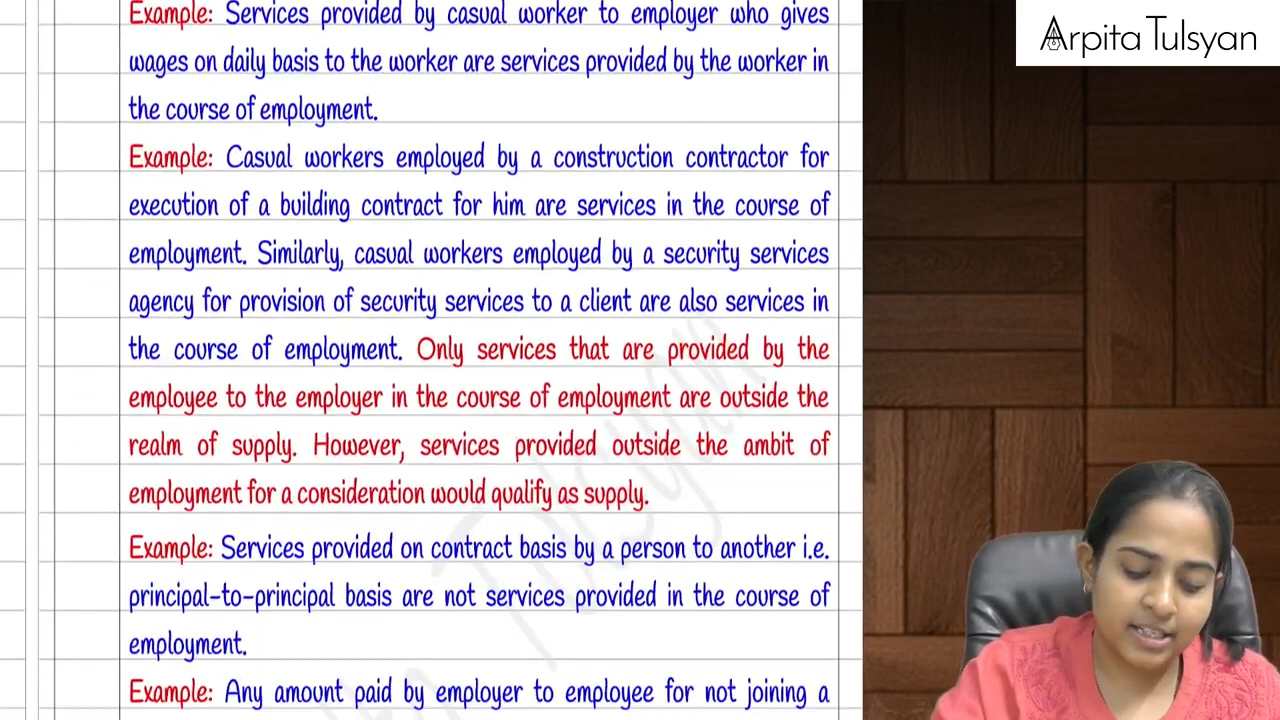 Arpita Tulsyan
Example: Services provided by casual worker to employer who gives
wages on daily basis to the worker are services provided by the worker in
the course of employment.
Example: Casual workers employed by a construction contractor for
execution of a building contract for him are services in the course of
employment. Similarly, casual workers employed by a security services
agency for provision of security services to a client are also services in
the course of employment. Only services that are provided by the
employee to the employer in the course of employment are outside the
realm of supply. However, services provided outside the ambit of
employment for a consideration would qualify as supply.
Example: Services provided on contract basis by a person to another i.e.
principal-to-principal basis are not services provided in the course of
employment.
Example: Any amount paid by employer to employee for not joining a
Tulsyan